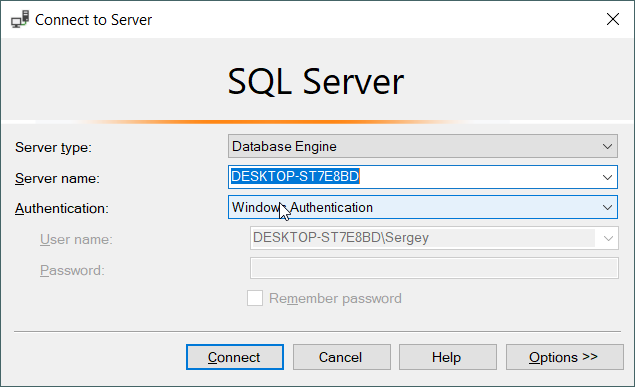 Connect to Server
SQL Server
Server type: Database Engine
Server name: DESKTOP-ST7E8BD
Authentication: Windows Authentication
User name: DESKTOP-ST7E8BD\Sergey
Password:
Remember password
Connect Cancel Help Options >>